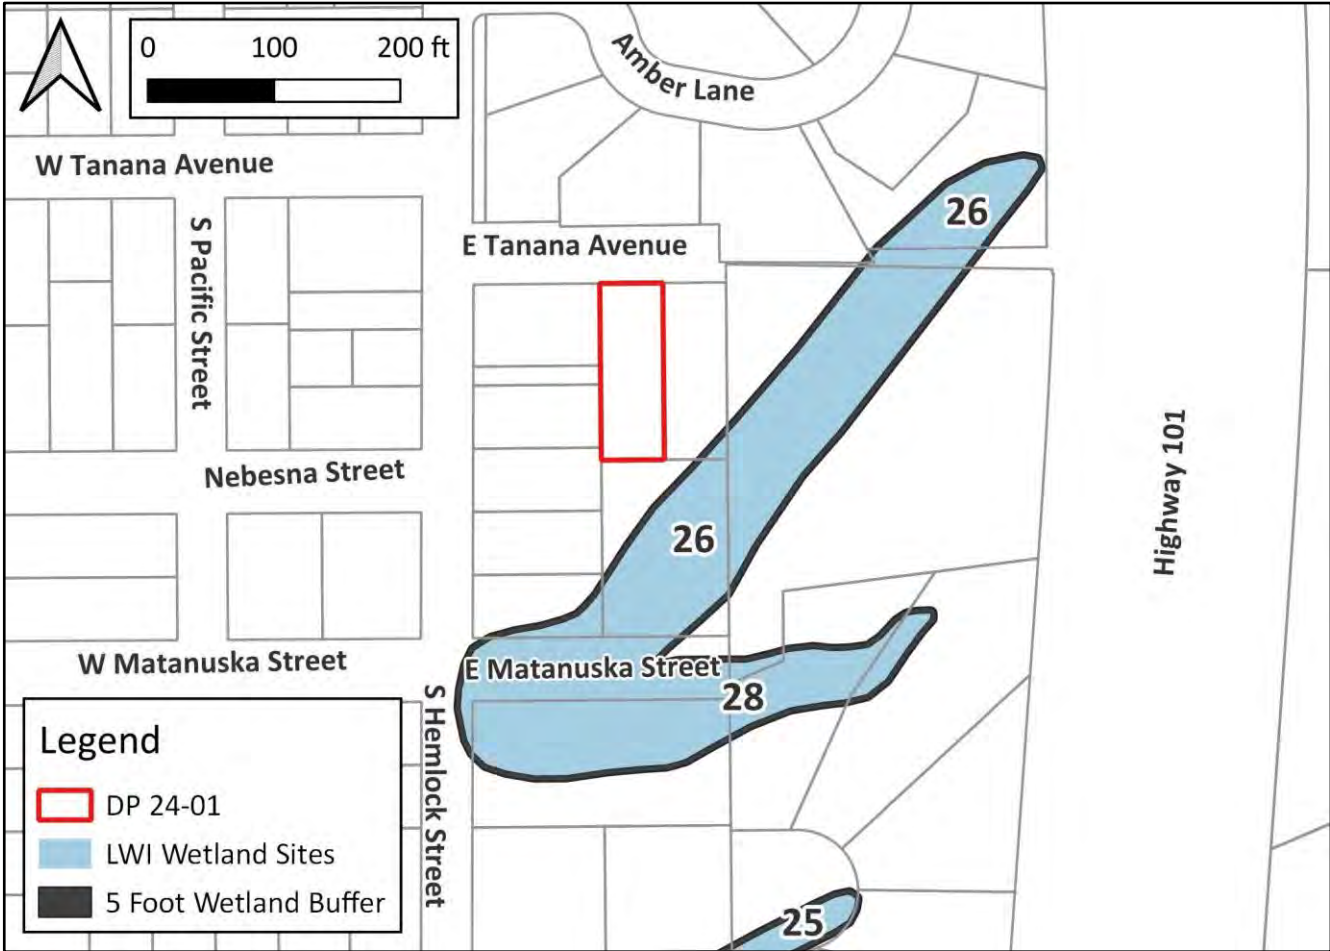 0 100 200 ft
Amber Lane
W Tanana Avenue
26
S Pacific Street
E Tanana Avenue
Highway 101
Nebesna Street
26
W Matanuska Street
E Matanuska Street
28
S Hemlock Street
Legend
DP 24-01
LWI Wetland Sites
5 Foot Wetland Buffer
25